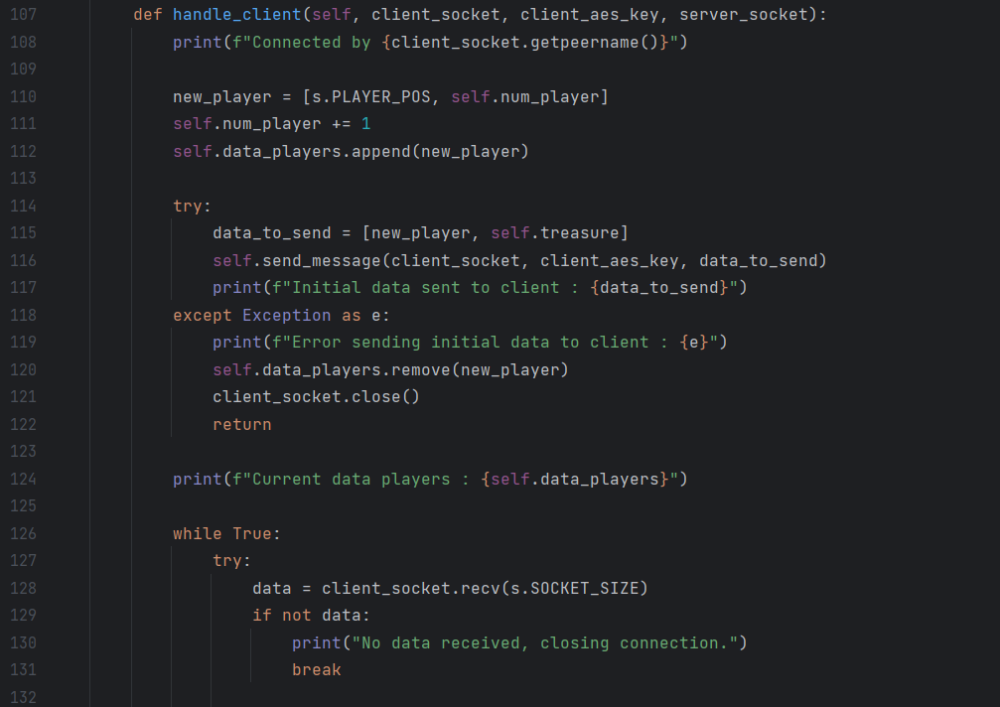 107 def handle_client(self, client_socket, client_aes_key, server_socket):
108 print(f"Connected by {client_socket.getpeername()}")
109
110 new_player = [s.PLAYER_POS, self.num_player]
111 self.num_player += 1
112 self.data_players.append(new_player)
113
114 try:
115 data_to_send = [new_player, self.treasure]
116 self.send_message(client_socket, client_aes_key, data_to_send)
117 print(f"Initial data sent to client : {data_to_send}")
118 except Exception as e:
119 print(f"Error sending initial data to client : {e}")
120 self.data_players.remove(new_player)
121 client_socket.close()
122 return
123
124 print(f"Current data players : {self.data_players}")
125
126 while True:
127 try:
128 data = client_socket.recv(s.SOCKET_SIZE)
129 if not data:
130 print("No data received, closing connection.")
131 break
132